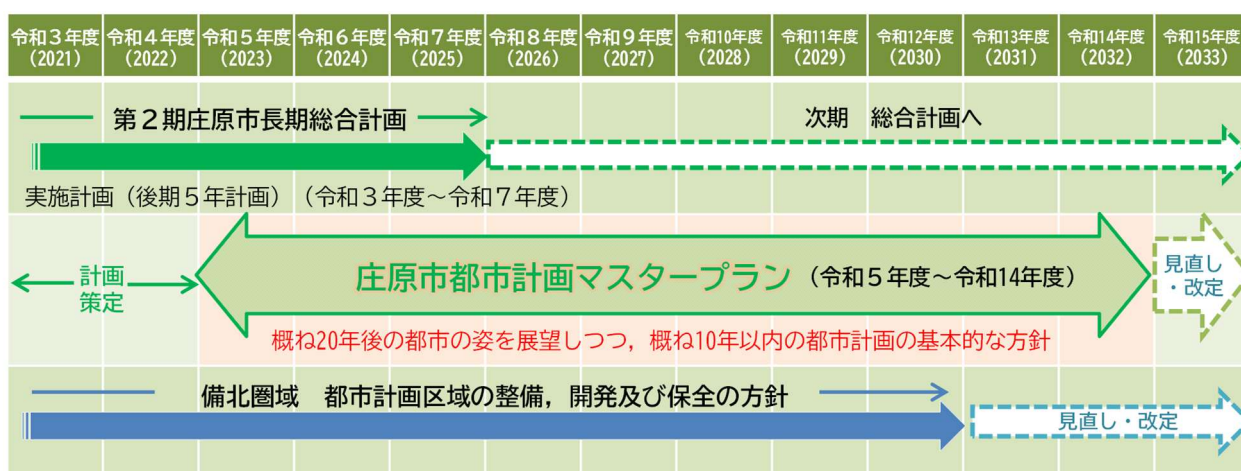 令和3年度 令和4年度 令和5年度 令和6年度 令和7年度 令和8年度 令和9年度 令和10年度 令和11年度 令和12年度 令和13年度 令和14年度 令和15年度
(2021) (2022) (2023) (2024) (2025) (2026) (2027) (2028) (2029) (2030) (2031) (2032) (2033)
第2期庄原市長期総合計画
次期　総合計画へ
実施計画（後期5年計画）（令和3年度～令和7年度）
計画
策定
庄原市都市計画マスタープラン（令和5年度～令和14年度）
概ね20年後の都市の姿を展望しつつ，概ね10年以内の都市計画の基本的な方針
見直し
・改定
備北圏域　都市計画区域の整備，開発及び保全の方針
見直し・改定